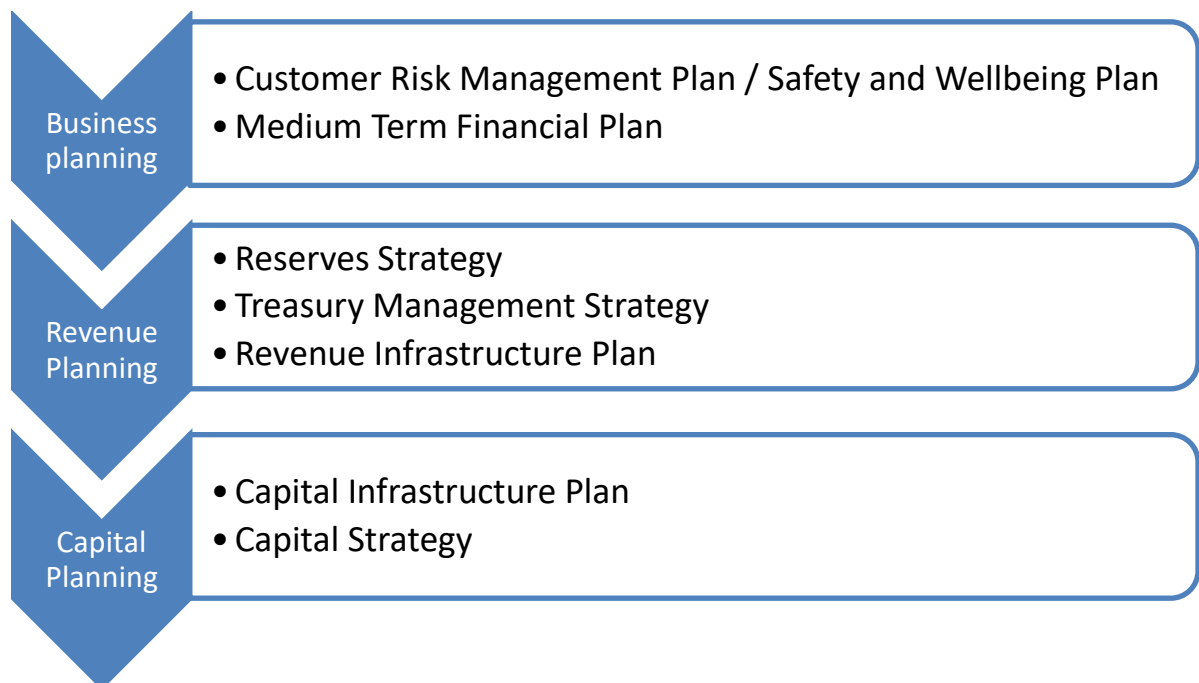 Business
planning
• Customer Risk Management Plan / Safety and Wellbeing Plan
• Medium Term Financial Plan
Revenue
Planning
• Reserves Strategy
• Treasury Management Strategy
• Revenue Infrastructure Plan
Capital
Planning
• Capital Infrastructure Plan
• Capital Strategy